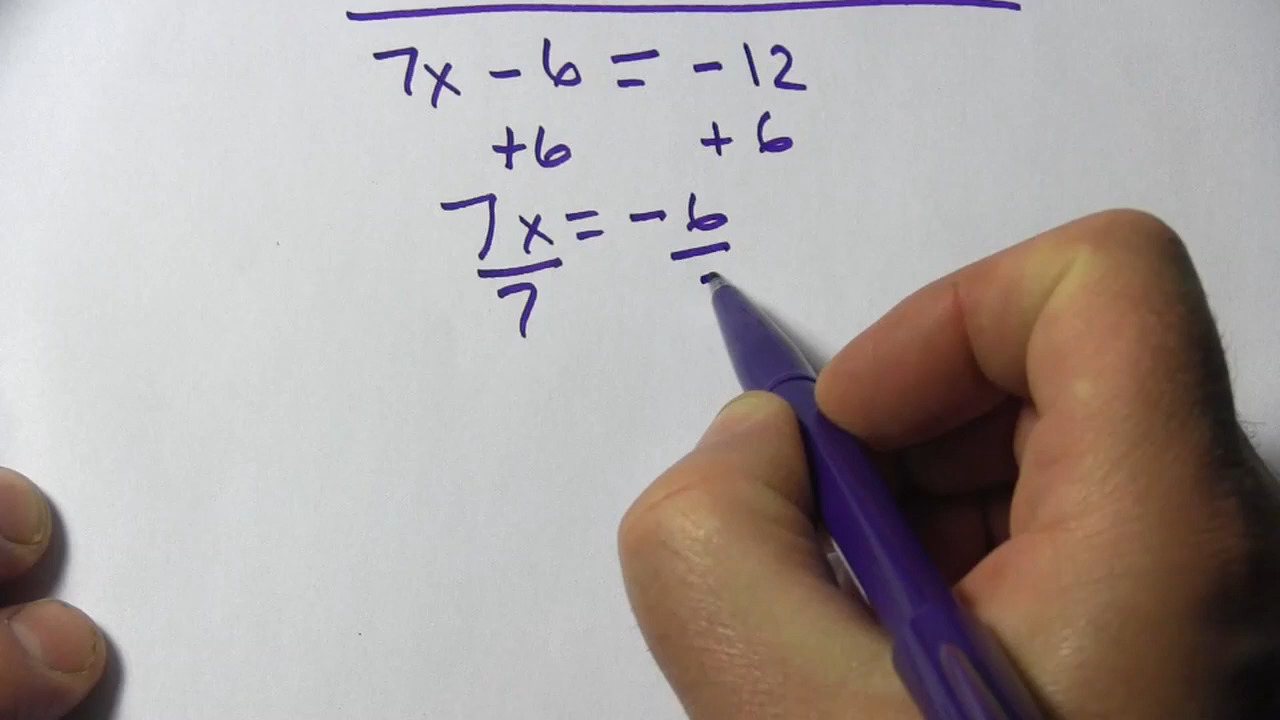 7x - 6 = - 12
+6 + 6
7x = - 6
7